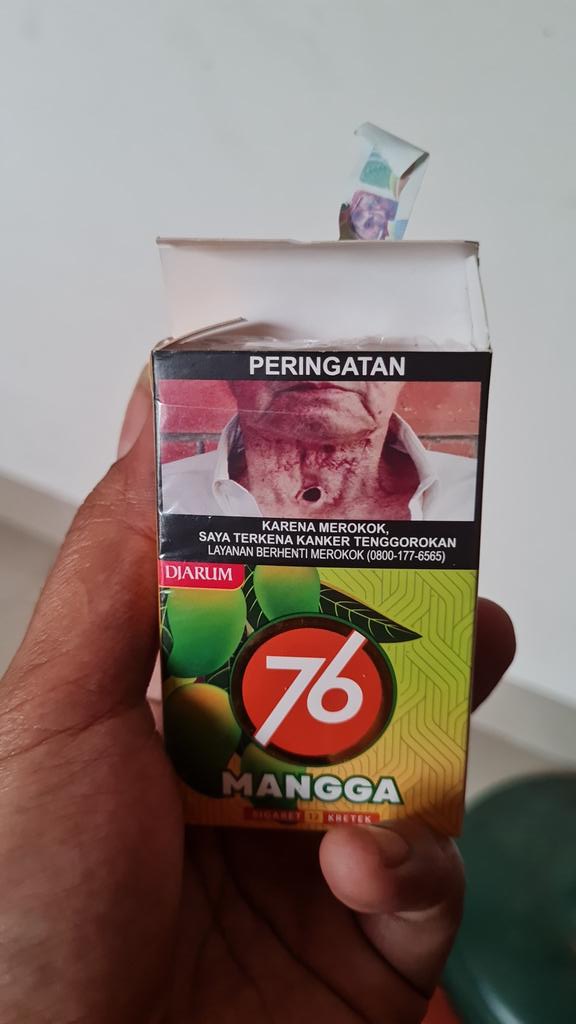 PERINGATAN
KARENA MEROKOK,
SAYA TERKENA KANKER TENGGOROKAN
LAYANAN BERHENTI MEROKOK (0800-177-6565)
DJARUM
76
MANGGA
SIGARET 12 KRETEK